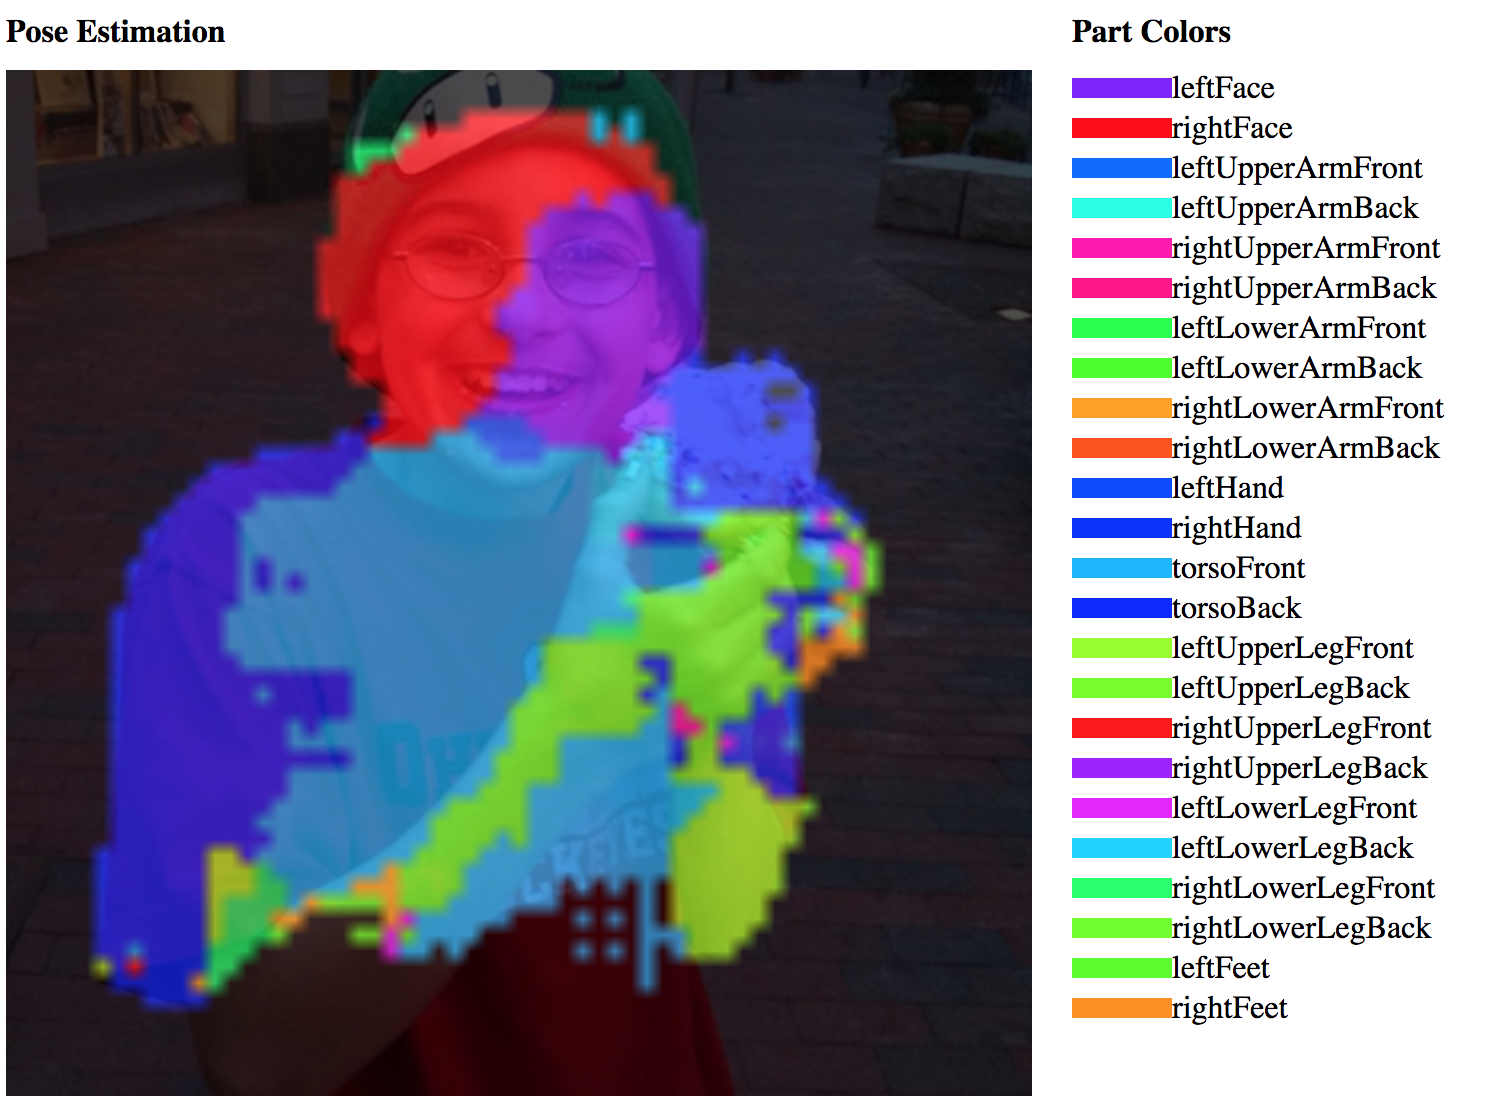 Pose Estimation
Part Colors
leftFace
rightFace
leftUpperArmFront
leftUpperArmBack
rightUpperArmFront
rightUpperArmBack
leftLowerArmFront
leftLowerArmBack
rightLowerArmFront
rightLowerArmBack
leftHand
rightHand
torsoFront
torsoBack
leftUpperLegFront
leftUpperLegBack
rightUpperLegFront
rightUpperLegBack
leftLowerLegFront
leftLowerLegBack
rightLowerLegFront
rightLowerLegBack
leftFeet
rightFeet